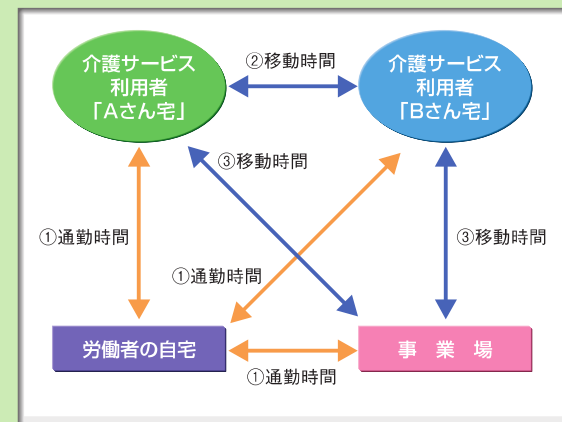 介護サービス
利用者
「Aさん宅」
②移動時間
介護サービス
利用者
「Bさん宅」
③移動時間
①通勤時間
③移動時間
①通勤時間
労働者の自宅
事業場
①通勤時間